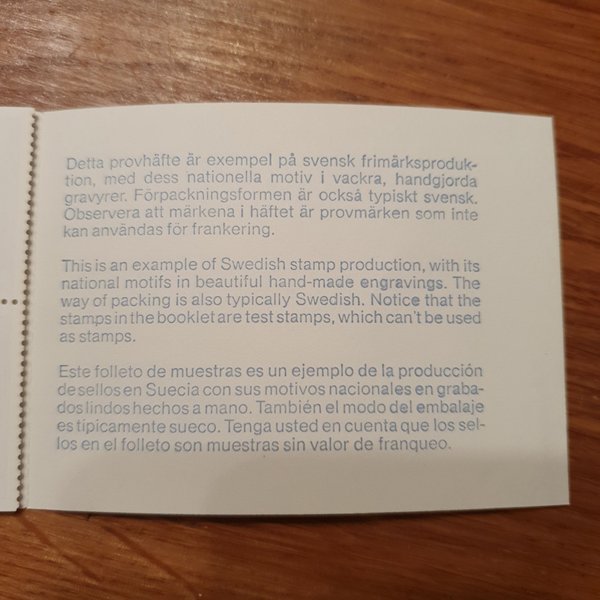 Detta provhäfte är exempel på svensk frimärksproduk-
tion, med dess nationella motiv i vackra, handgjorda
gravyrer. Förpackningsformen är också typiskt svensk.
Observera att märkena i häftet är provmärken som inte
kan användas för frankering.
This is an example of Swedish stamp production, with its
national motifs in beautiful hand-made engravings. The
way of packing is also typically Swedish. Notice that the
stamps in the booklet are test stamps, which can't be used
as stamps.
Este folleto de muestras es un ejemplo de la producción
de sellos en Suecia con sus motivos nacionales en graba-
dos lindos hechos a mano. También el modo del embalaje
es típicamente sueco. Tenga usted en cuenta que los sel-
los en el folleto son muestras sin valor de franqueo.